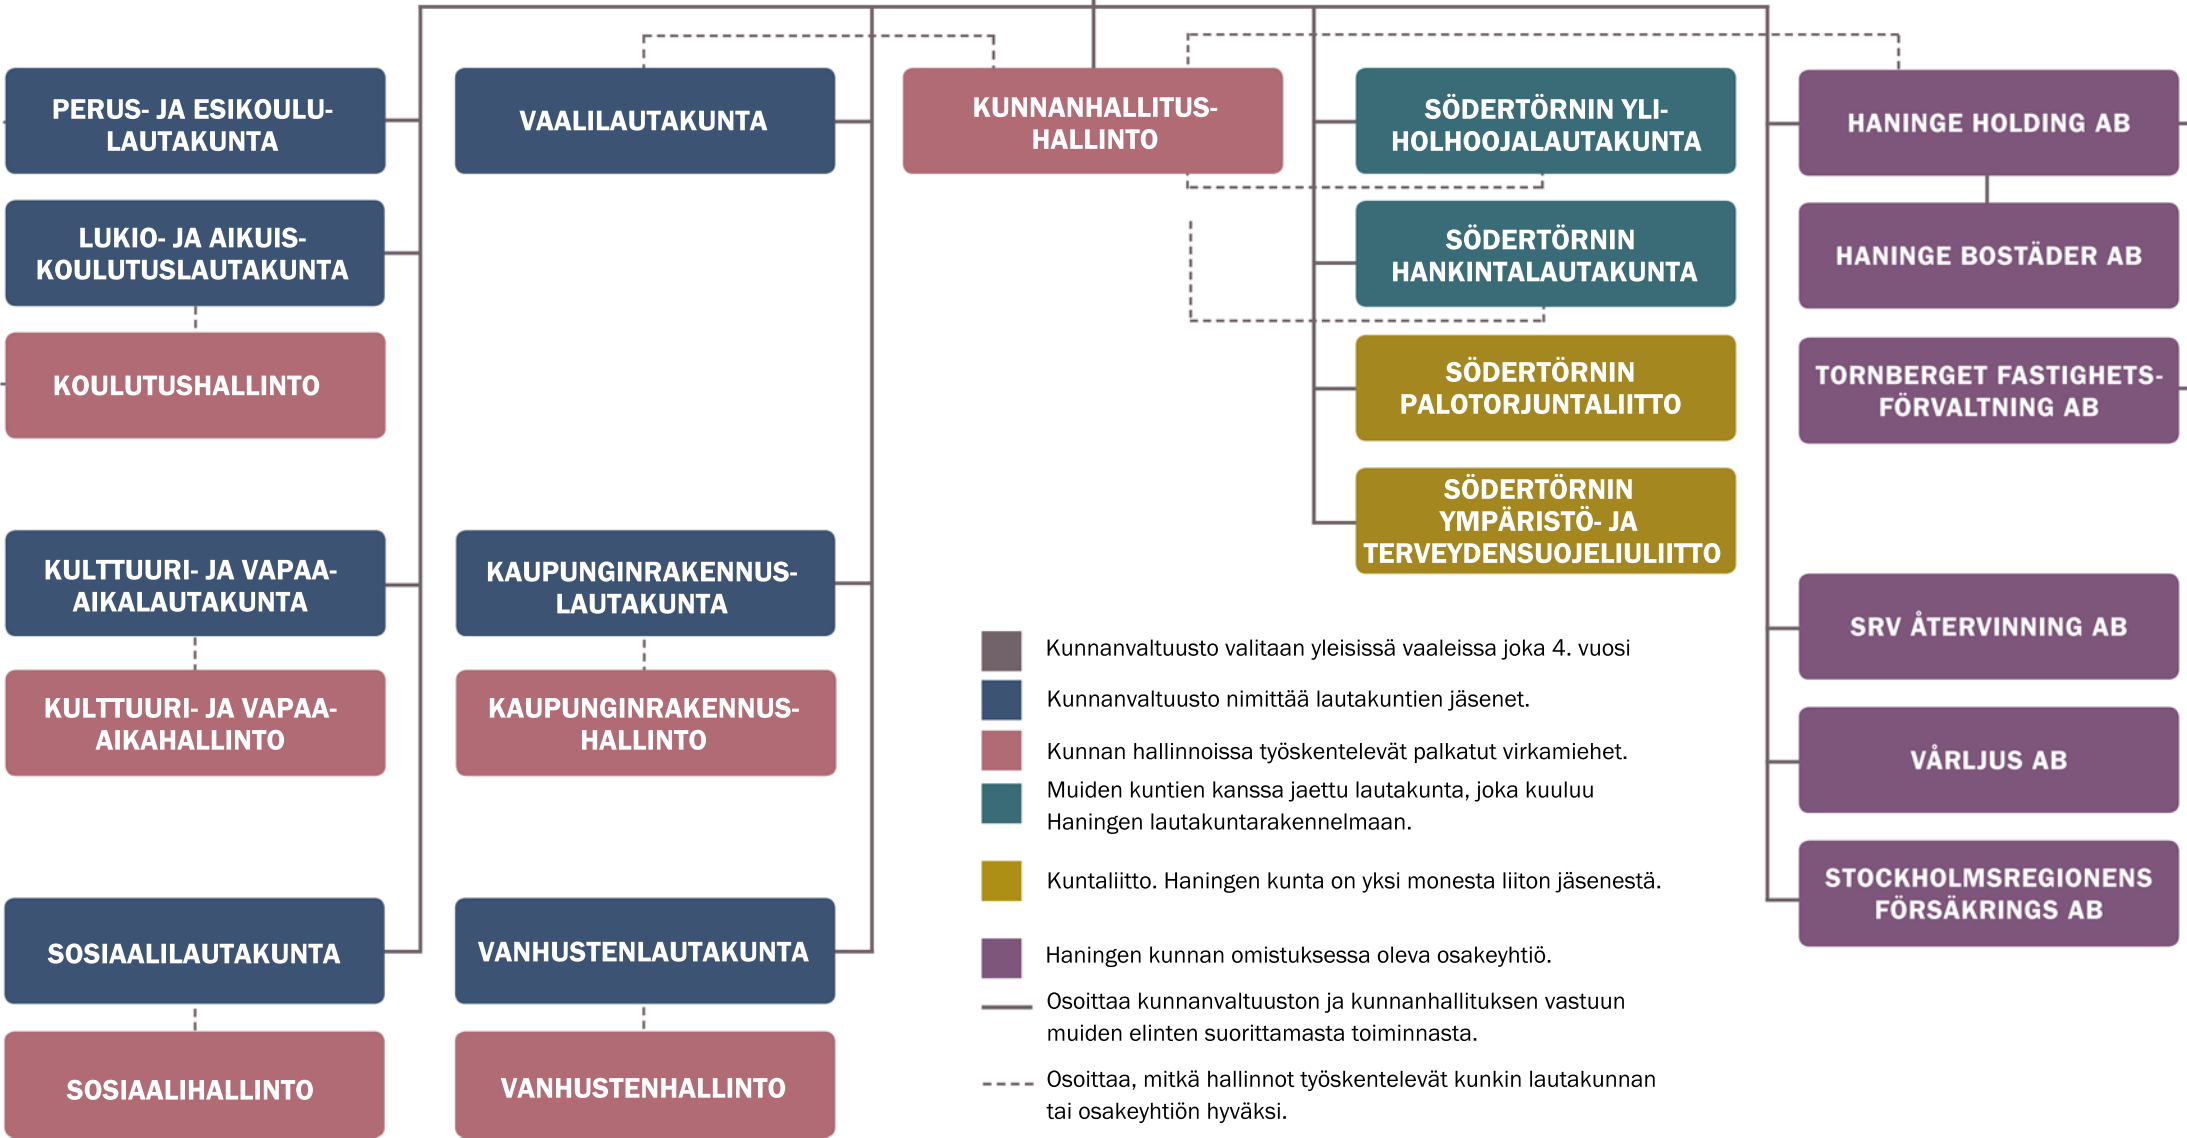 PERUS- JA ESIKOULU-
LAUTAKUNTA
VAALILAUTAKUNTA
KUNNANHALLITUS-
HALLINTO
SÖDERTÖRNIN YLI-
HOLHOOJALAUTAKUNTA
HANINGE HOLDING AB
LUKIO- JA AIKUIS-
KOULUTUSLAUTAKUNTA
SÖDERTÖRNIN
HANKINTALAUTAKUNTA
HANINGE BOSTÄDER AB
KOULUTUSHALLINTO
SÖDERTÖRNIN
PALOTORJUNTALIITTO
TORNBERGET FASTIGHETS-
FÖRVALTNING AB
SÖDERTÖRNIN
YMPÄRISTÖ- JA
TERVEYDENSUOJELIULIITTO
KULTTUURI- JA VAPAA-
AIKALAUTAKUNTA
KAUPUNGINRAKENNUS-
LAUTAKUNTA
SRV ÅTERVINNING AB
KULTTUURI- JA VAPAA-
AIKAHALLINTO
KAUPUNGINRAKENNUS-
HALLINTO
VÅRLJUS AB
SOSIAALILAUTAKUNTA
VANHUSTENLAUTAKUNTA
STOCKHOLMSREGIONENS
FÖRSÄKRINGS AB
SOSIAALIHALLINTO
VANHUSTENHALLINTO
Kunnanvaltuusto valitaan yleisissä vaaleissa joka 4. vuosi
Kunnanvaltuusto nimittää lautakuntien jäsenet.
Kunnan hallinnoissa työskentelevät palkatut virkamiehet.
Muiden kuntien kanssa jaettu lautakunta, joka kuuluu
Haningen lautakuntarakennelmaan.
Kuntaliitto. Haningen kunta on yksi monesta liiton jäsenestä.
Haningen kunnan omistuksessa oleva osakeyhtiö.
Osoittaa kunnanvaltuuston ja kunnanhallituksen vastuun
muiden elinten suorittamasta toiminnasta.
Osoittaa, mitkä hallinnot työskentelevät kunkin lautakunnan
tai osakeyhtiön hyväksi.